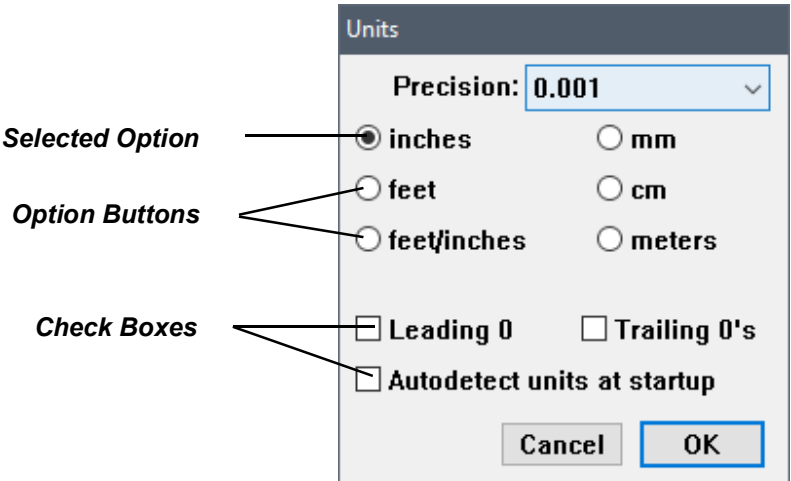 Units
Precision: 0.001
Selected Option inches mm
feet cm
Option Buttons
feet/inches meters
Check Boxes Leading 0 Trailing 0's
Autodetect units at startup
Cancel OK